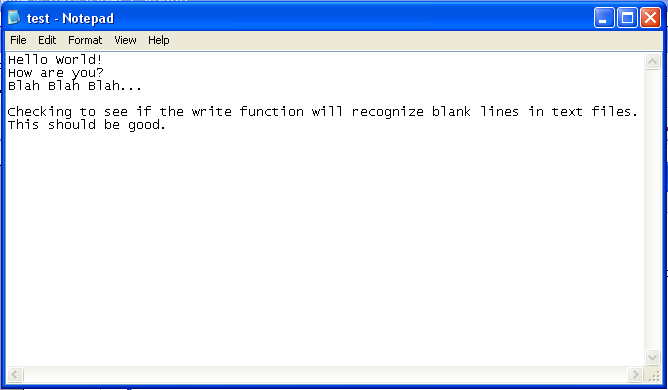 test - Notepad
File Edit Format View Help
Hello World!
How are you?
Blah Blah Blah...

Checking to see if the write function will recognize blank lines in text files.
This should be good.